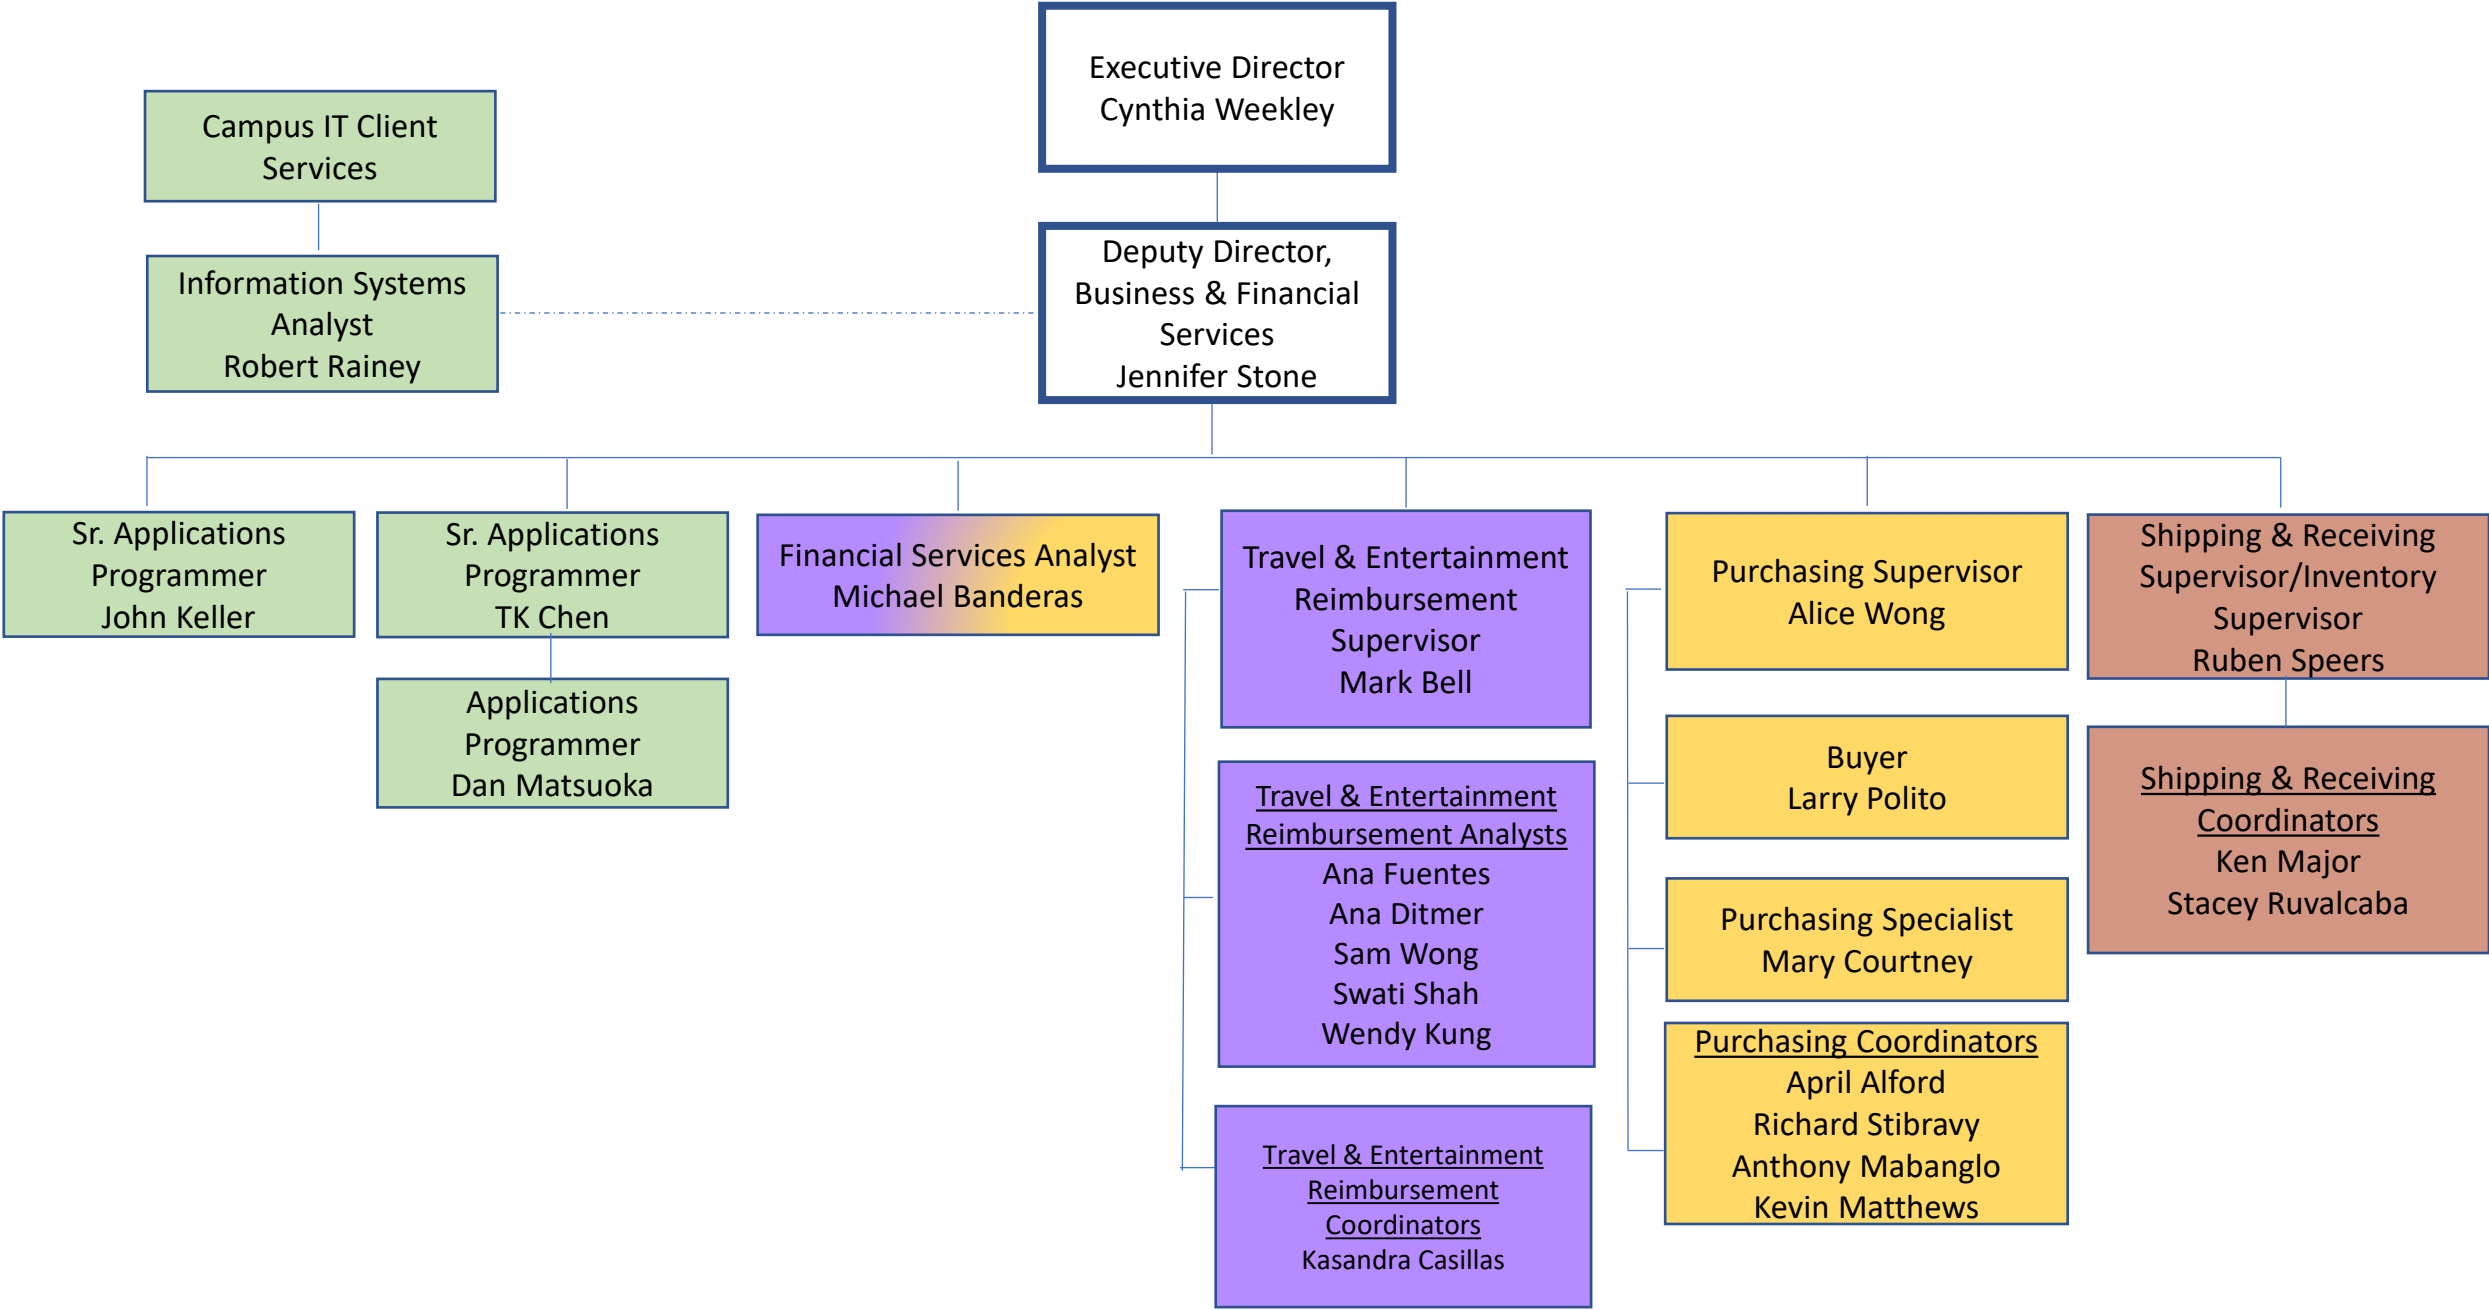 Executive Director
Cynthia Weekley
Campus IT Client
Services
Deputy Director,
Business & Financial
Services
Jennifer Stone
Information Systems
Analyst
Robert Rainey
Sr. Applications
Programmer
John Keller
Sr. Applications
Programmer
TK Chen
Applications
Programmer
Dan Matsuoka
Financial Services Analyst
Michael Banderas
Travel & Entertainment
Reimbursement
Supervisor
Mark Bell
Travel & Entertainment
Reimbursement Analysts
Ana Fuentes
Ana Ditmer
Sam Wong
Swati Shah
Wendy Kung
Travel & Entertainment
Reimbursement
Coordinators
Kasandra Casillas
Purchasing Supervisor
Alice Wong
Buyer
Larry Polito
Purchasing Specialist
Mary Courtney
Purchasing Coordinators
April Alford
Richard Stibravy
Anthony Mabanglo
Kevin Matthews
Shipping & Receiving
Supervisor/Inventory
Supervisor
Ruben Speers
Shipping & Receiving
Coordinators
Ken Major
Stacey Ruvalcaba